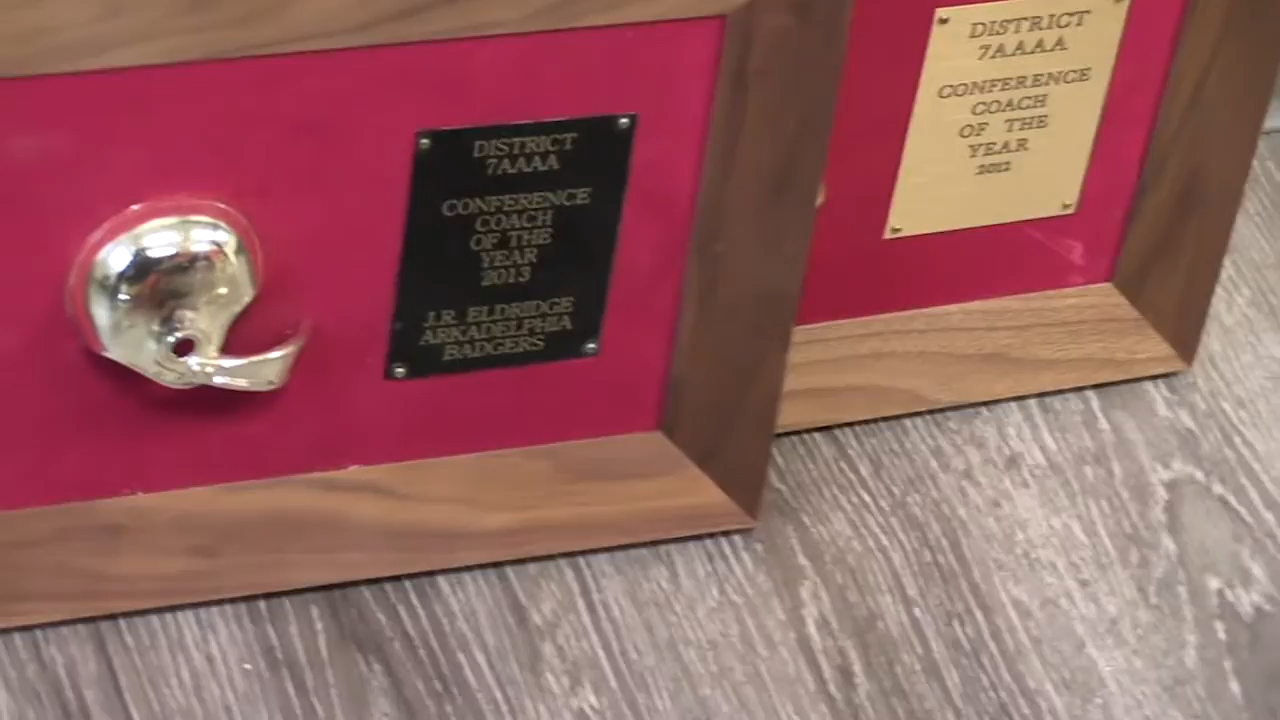 DISTRICT
7AAAA
CONFERENCE
COACH
OF THE
YEAR
2013
J.R. ELDRIDGE
ARKADELPHIA
BADGERS
DISTRICT
7AAAA
CONFERENCE
COACH
OF THE
YEAR
2012